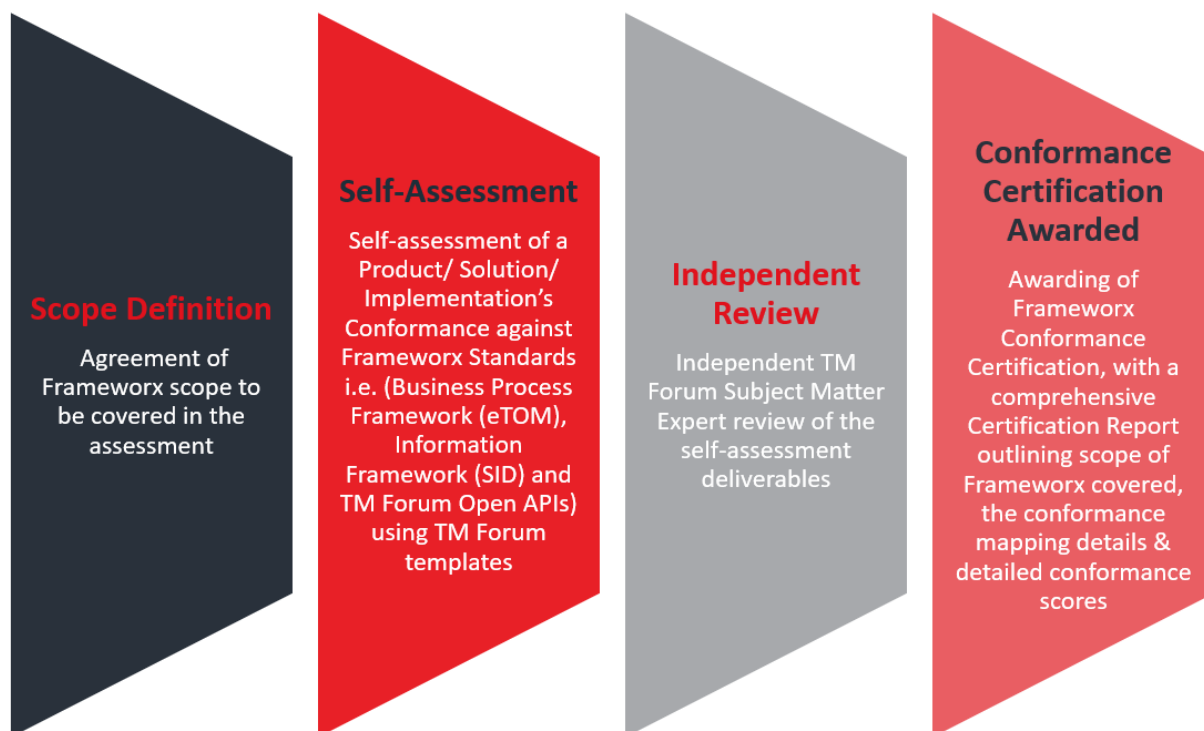 Scope Definition
Agreement of
Frameworx scope to
be covered in the
assessment
Self-Assessment
Self-assessment of a
Product/ Solution/
Implementation’s
Conformance against
Frameworx Standards
i.e. (Business Process
Framework (eTOM),
Information
Framework (SID) and
TM Forum Open APIs)
using TM Forum
templates
Independent
Review
Independent TM
Forum Subject Matter
Expert review of the
self-assessment
deliverables
Conformance
Certification
Awarded
Awarding of
Frameworx
Conformance
Certification, with a
comprehensive
Certification Report
outlining scope of
Frameworx covered,
the conformance
mapping details &
detailed conformance
scores